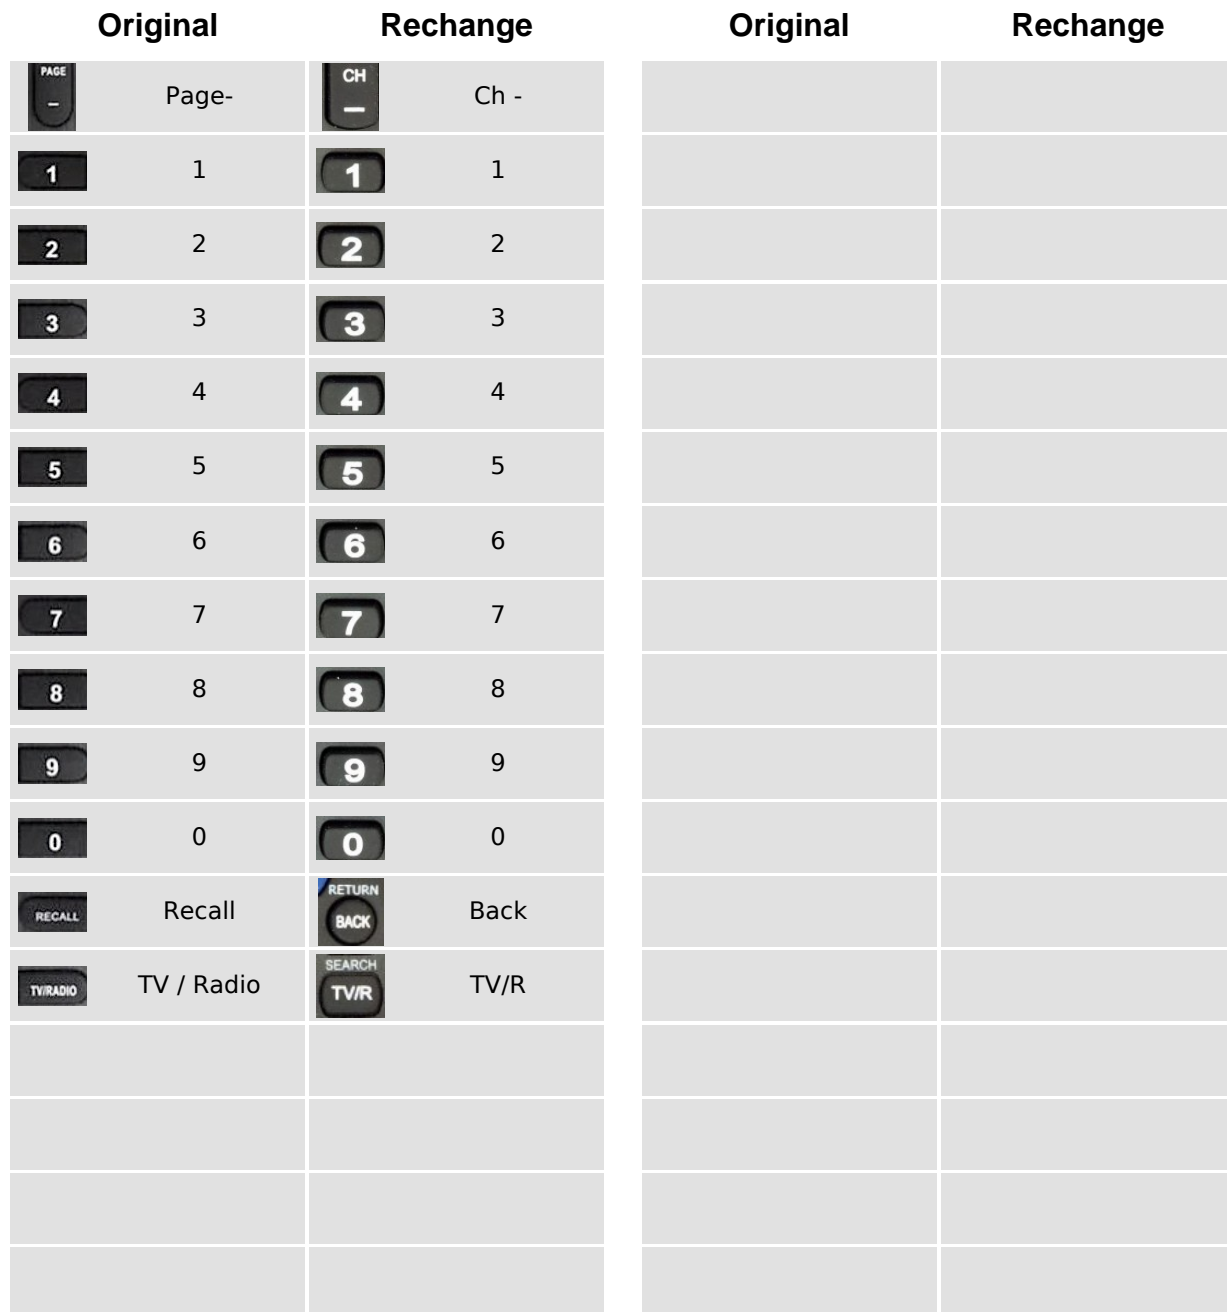 Original Rechange Original Rechange
PAGE - Page- CH - Ch -
1 1 1 1
2 2 2 2
3 3 3 3
4 4 4 4
5 5 5 5
6 6 6 6
7 7 7 7
8 8 8 8
9 9 9 9
0 0 0 0
RECALL Recall RETURN BACK Back
TV/RADIO TV / Radio SEARCH TV/R TV/R